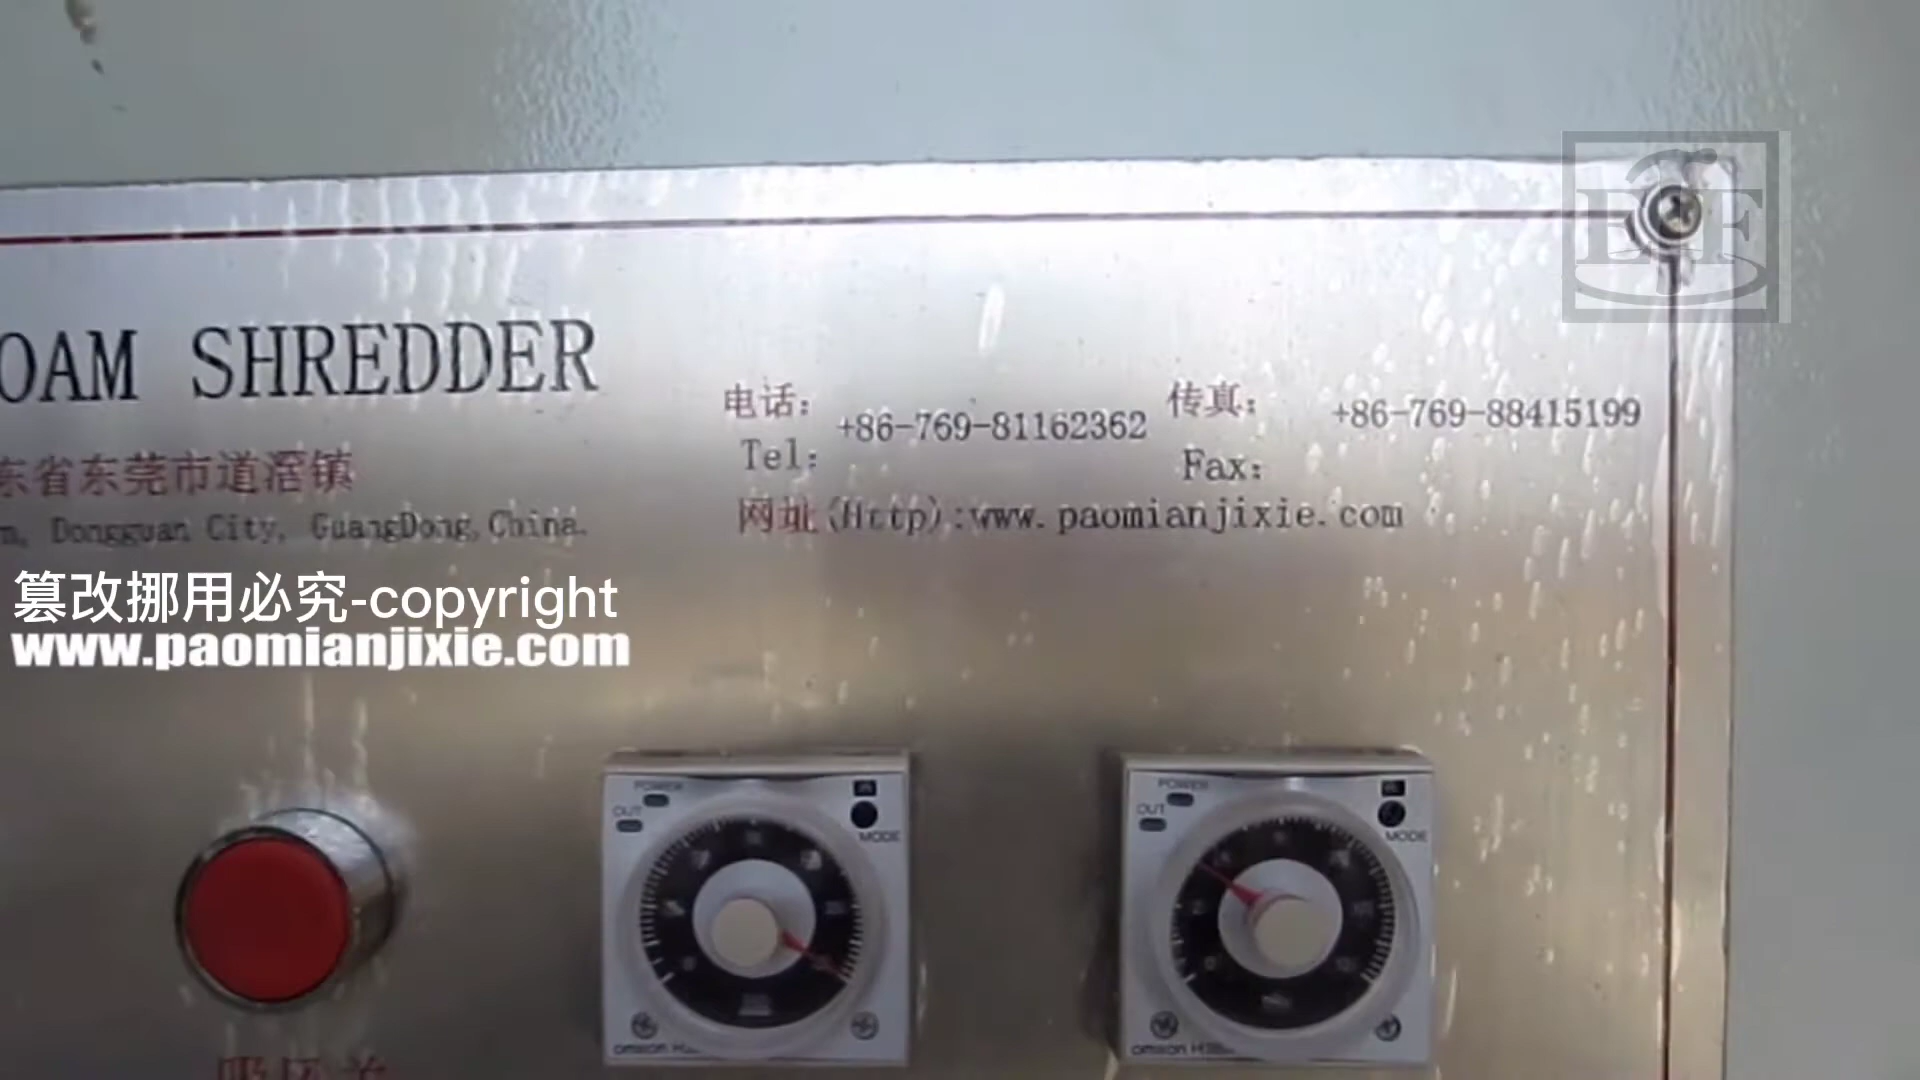 OAM SHREDDER
电话:
+86-769-81162362
Tel:
传真:
+86-769-88415199
Fax:
东省东莞市道滘镇
Dongguan City, GuangDong, China.
网址(Http):www.paomianjixie.com
篡改挪用必究-copyright
www.paomianjixie.com
POWER
OUT
MODE
omron
POWER
OUT
MODE
omron